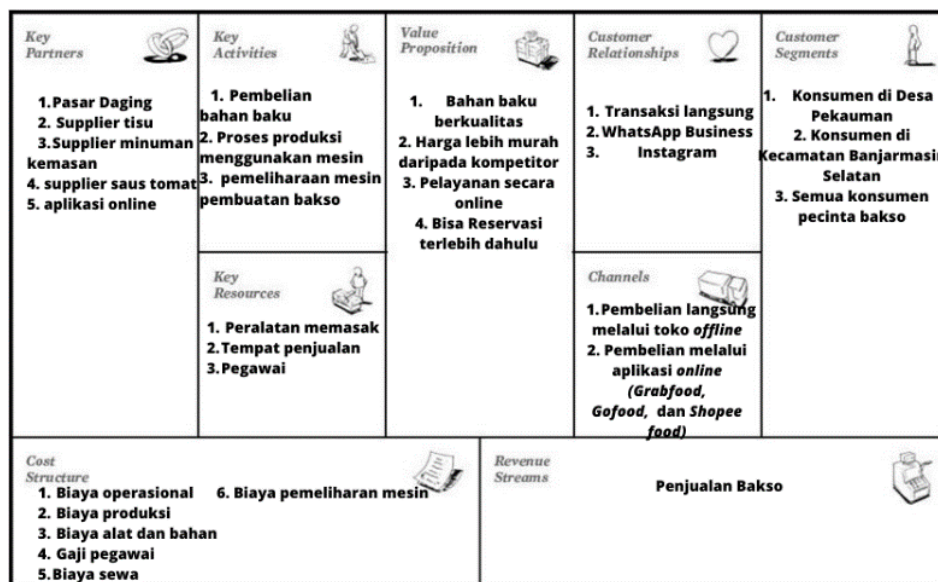 Key
Partners
1.Pasar Daging
2. Supplier tisu
3.Supplier minuman
kemasan
4. supplier saus tomat
5. aplikasi online
Key
Activities
1. Pembelian
bahan baku
2. Proses produksi
menggunakan mesin
3. pemeliharaan mesin
pembuatan bakso
Key
Resources
1. Peralatan memasak
2.Tempat penjualan
3.Pegawai
Value
Proposition
1. Bahan baku
berkualitas
2. Harga lebih murah
daripada kompetitor
3. Pelayanan secara
online
4. Bisa Reservasi
terlebih dahulu
Customer
Relationships
1. Transaksi langsung
2.WhatsApp Business
3. Instagram
Channels
1.Pembelian langsung
melalui toko offline
2. Pembelian melalui
aplikasi online
(Grabfood,
Gofood, dan Shopee
food)
Customer
Segments
1. Konsumen di Desa
Pekauman
2. Konsumen di
Kecamatan Banjarmasin
Selatan
3. Semua konsumen
pecinta bakso
Cost
Structure
1. Biaya operasional
2. Biaya produksi
3. Biaya alat dan bahan
4. Gaji pegawai
5.Biaya sewa
6. Biaya pemeliharan mesin
Revenue
Streams
Penjualan Bakso